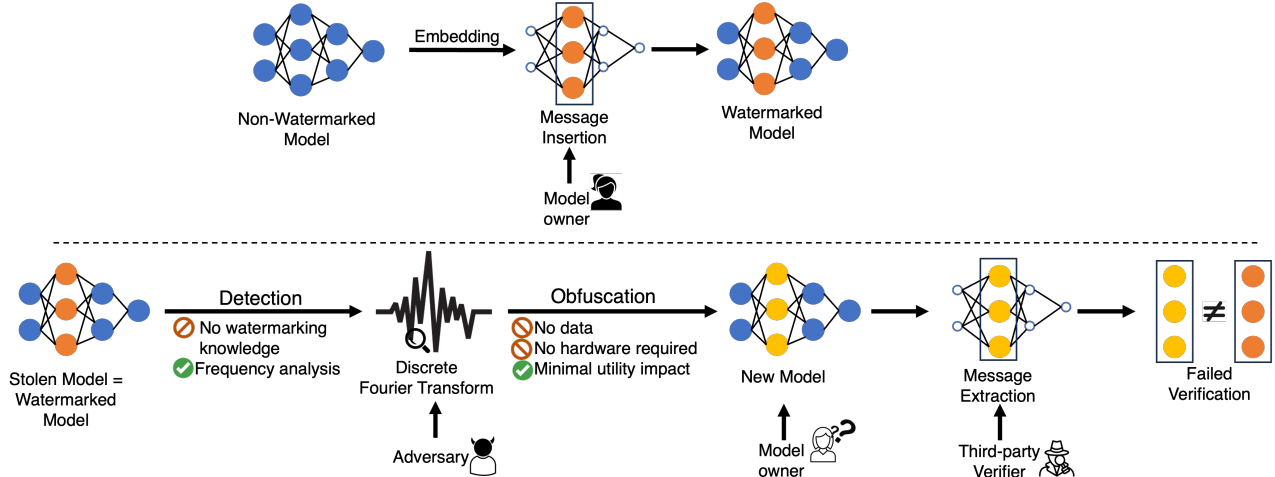 Embedding
Non-Watermarked
Model
Message
Insertion
Watermarked
Model
Model
owner
Detection
No watermarking
knowledge
Frequency analysis
Obfuscation
No data
No hardware required
Minimal utility impact
Stolen Model =
Watermarked
Model
Discrete
Fourier Transform
New Model
Message
Extraction
≠
Failed
Verification
Adversary
Model
owner
??
Third-party
Verifier